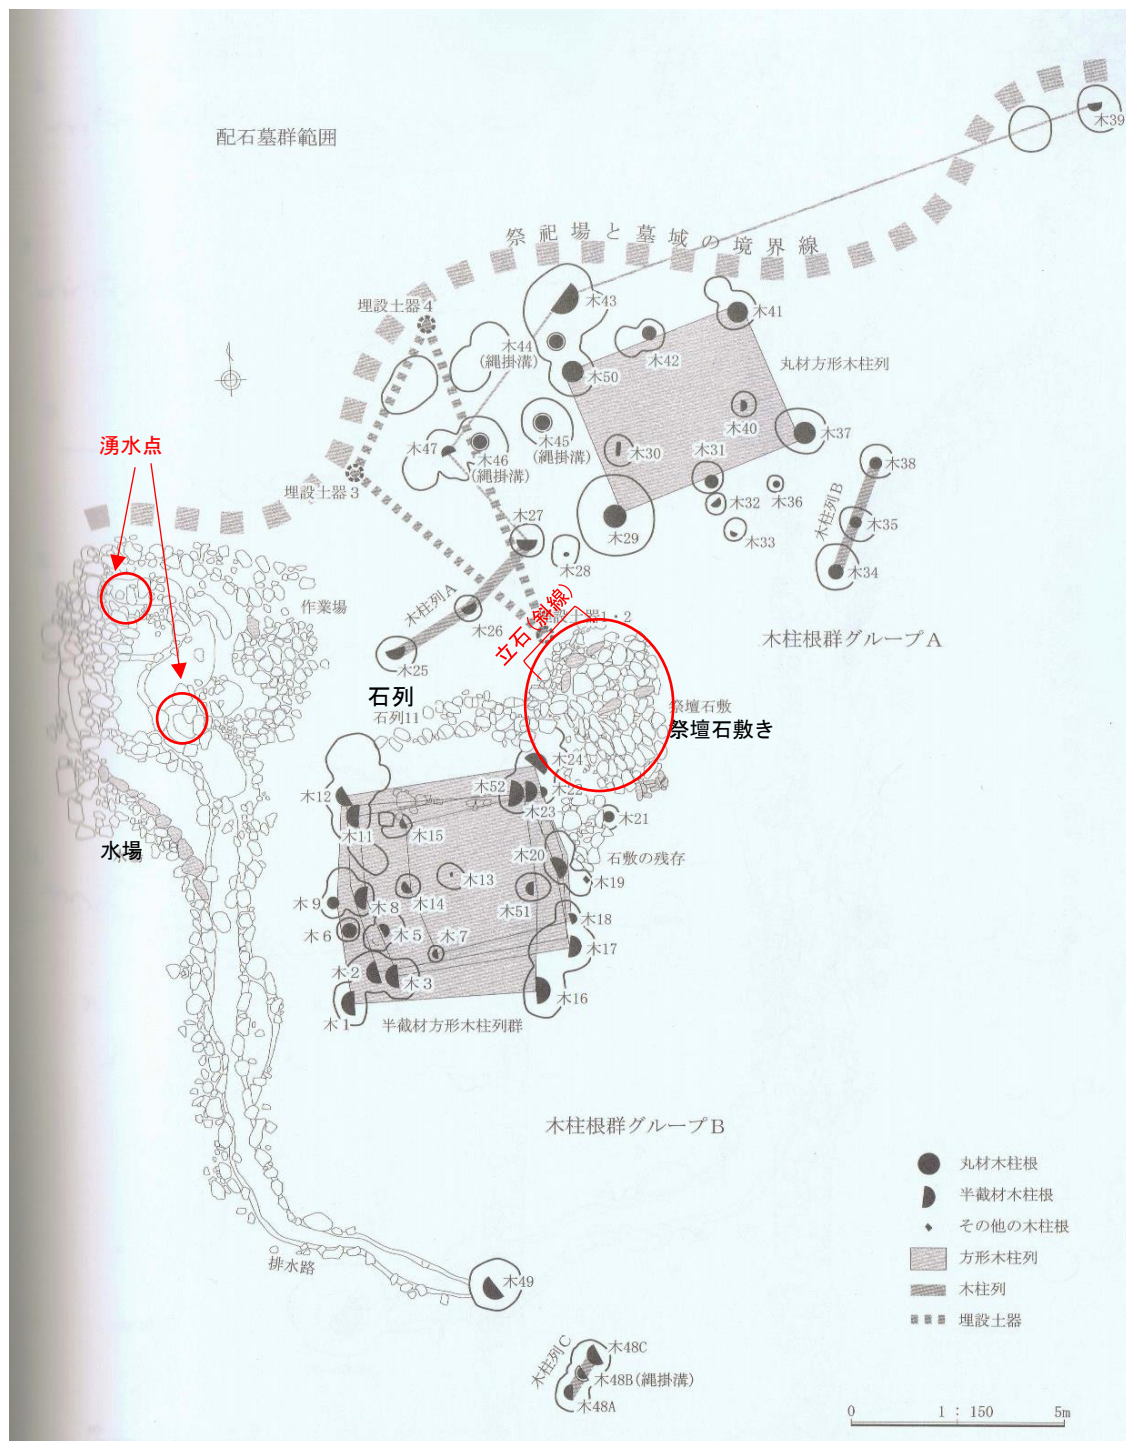 配石墓群範囲
木39
祭祀場と墓域の境界線
木43
木41
埋設土器4
木44
(縄掛溝)
木42
木50
丸材方形木柱列
木40
木37
木45
(縄掛溝)
木47
木46
(縄掛溝)
木30
木31
木38
湧水点
埋設土器3
木32
木36
木柱列B
木35
木33
木29
木27
木28
木34
作業場
木柱列A
木26
立石(斜線)
埋設土器1・2
木柱根群グループA
木25
石列
石列11
祭壇石敷
祭壇石敷き
木24
木12
木52
木22
木23
木11
木15
木21
水場
木20
石敷の残存
木13
木19
木9
木8
木14
木51
木18
木6
木5
木7
木17
木2
木3
木16
木1
半截材方形木柱列群
木柱根群グループB
丸材木柱根
半截材木柱根
その他の木柱根
方形木柱列
木柱列
埋設土器
排水路
木49
木柱列C
木48C
木48B(縄掛溝)
木48A
0 1：150 5m